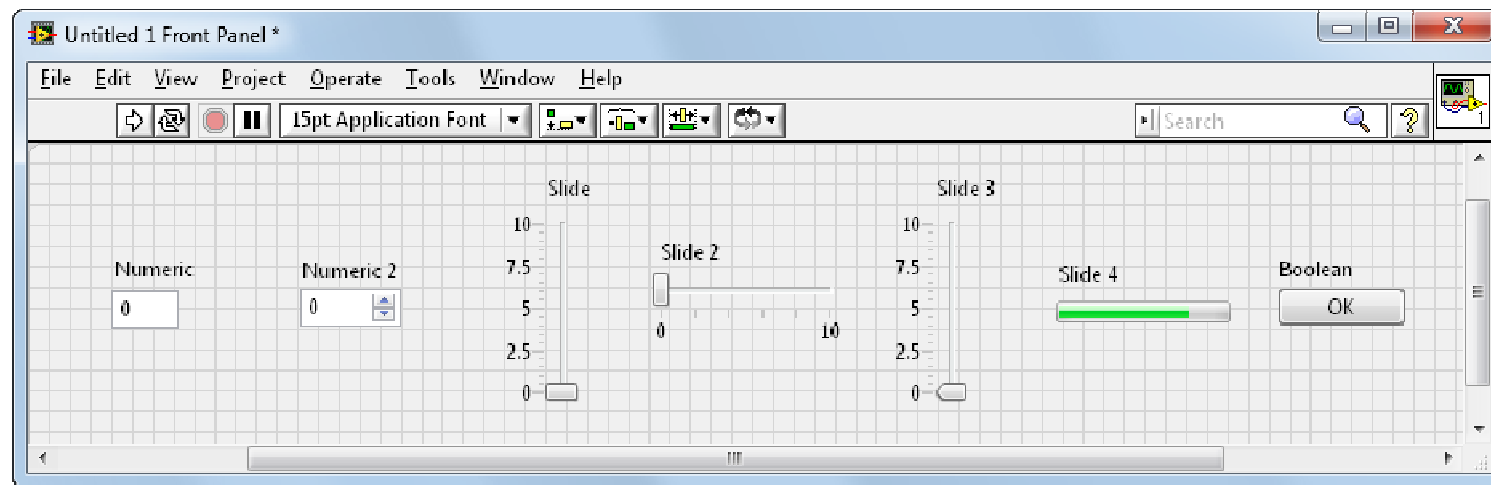 Untitled 1 Front Panel *
File Edit View Project Operate Tools Window Help
15pt Application Font
Search
?
1
Slide
10
7.5
5
2.5
0
Slide 3
10
7.5
5
2.5
0
Numeric
0
Numeric 2
0
Slide 2
0 10
Slide 4
Boolean
OK